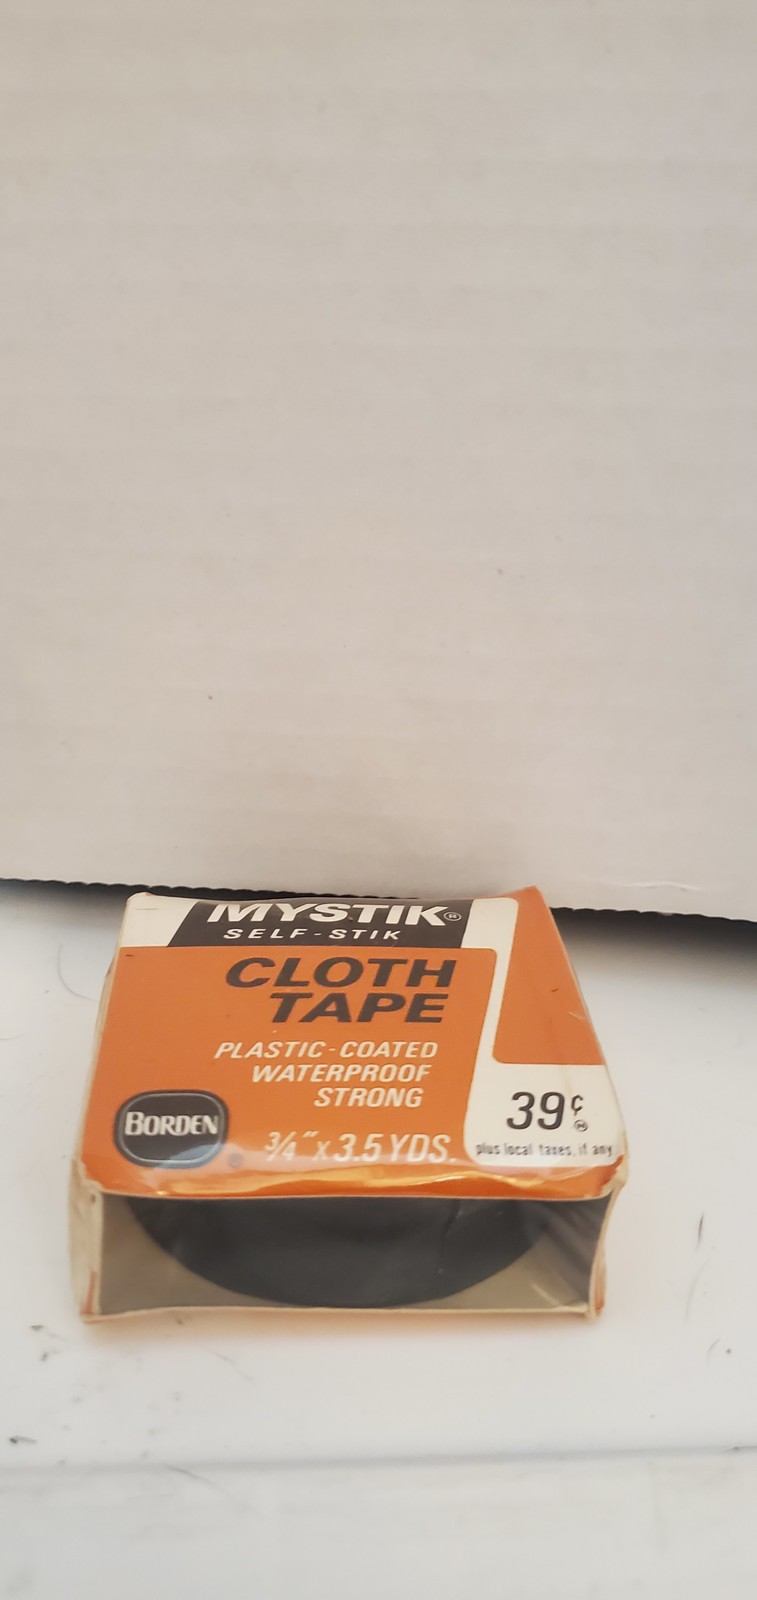 MYSTIK®
SELF-STIK
CLOTH
TAPE
PLASTIC-COATED
WATERPROOF
STRONG
BORDEN
3/4" x 3.5 YDS.
39¢
plus local taxes, if any